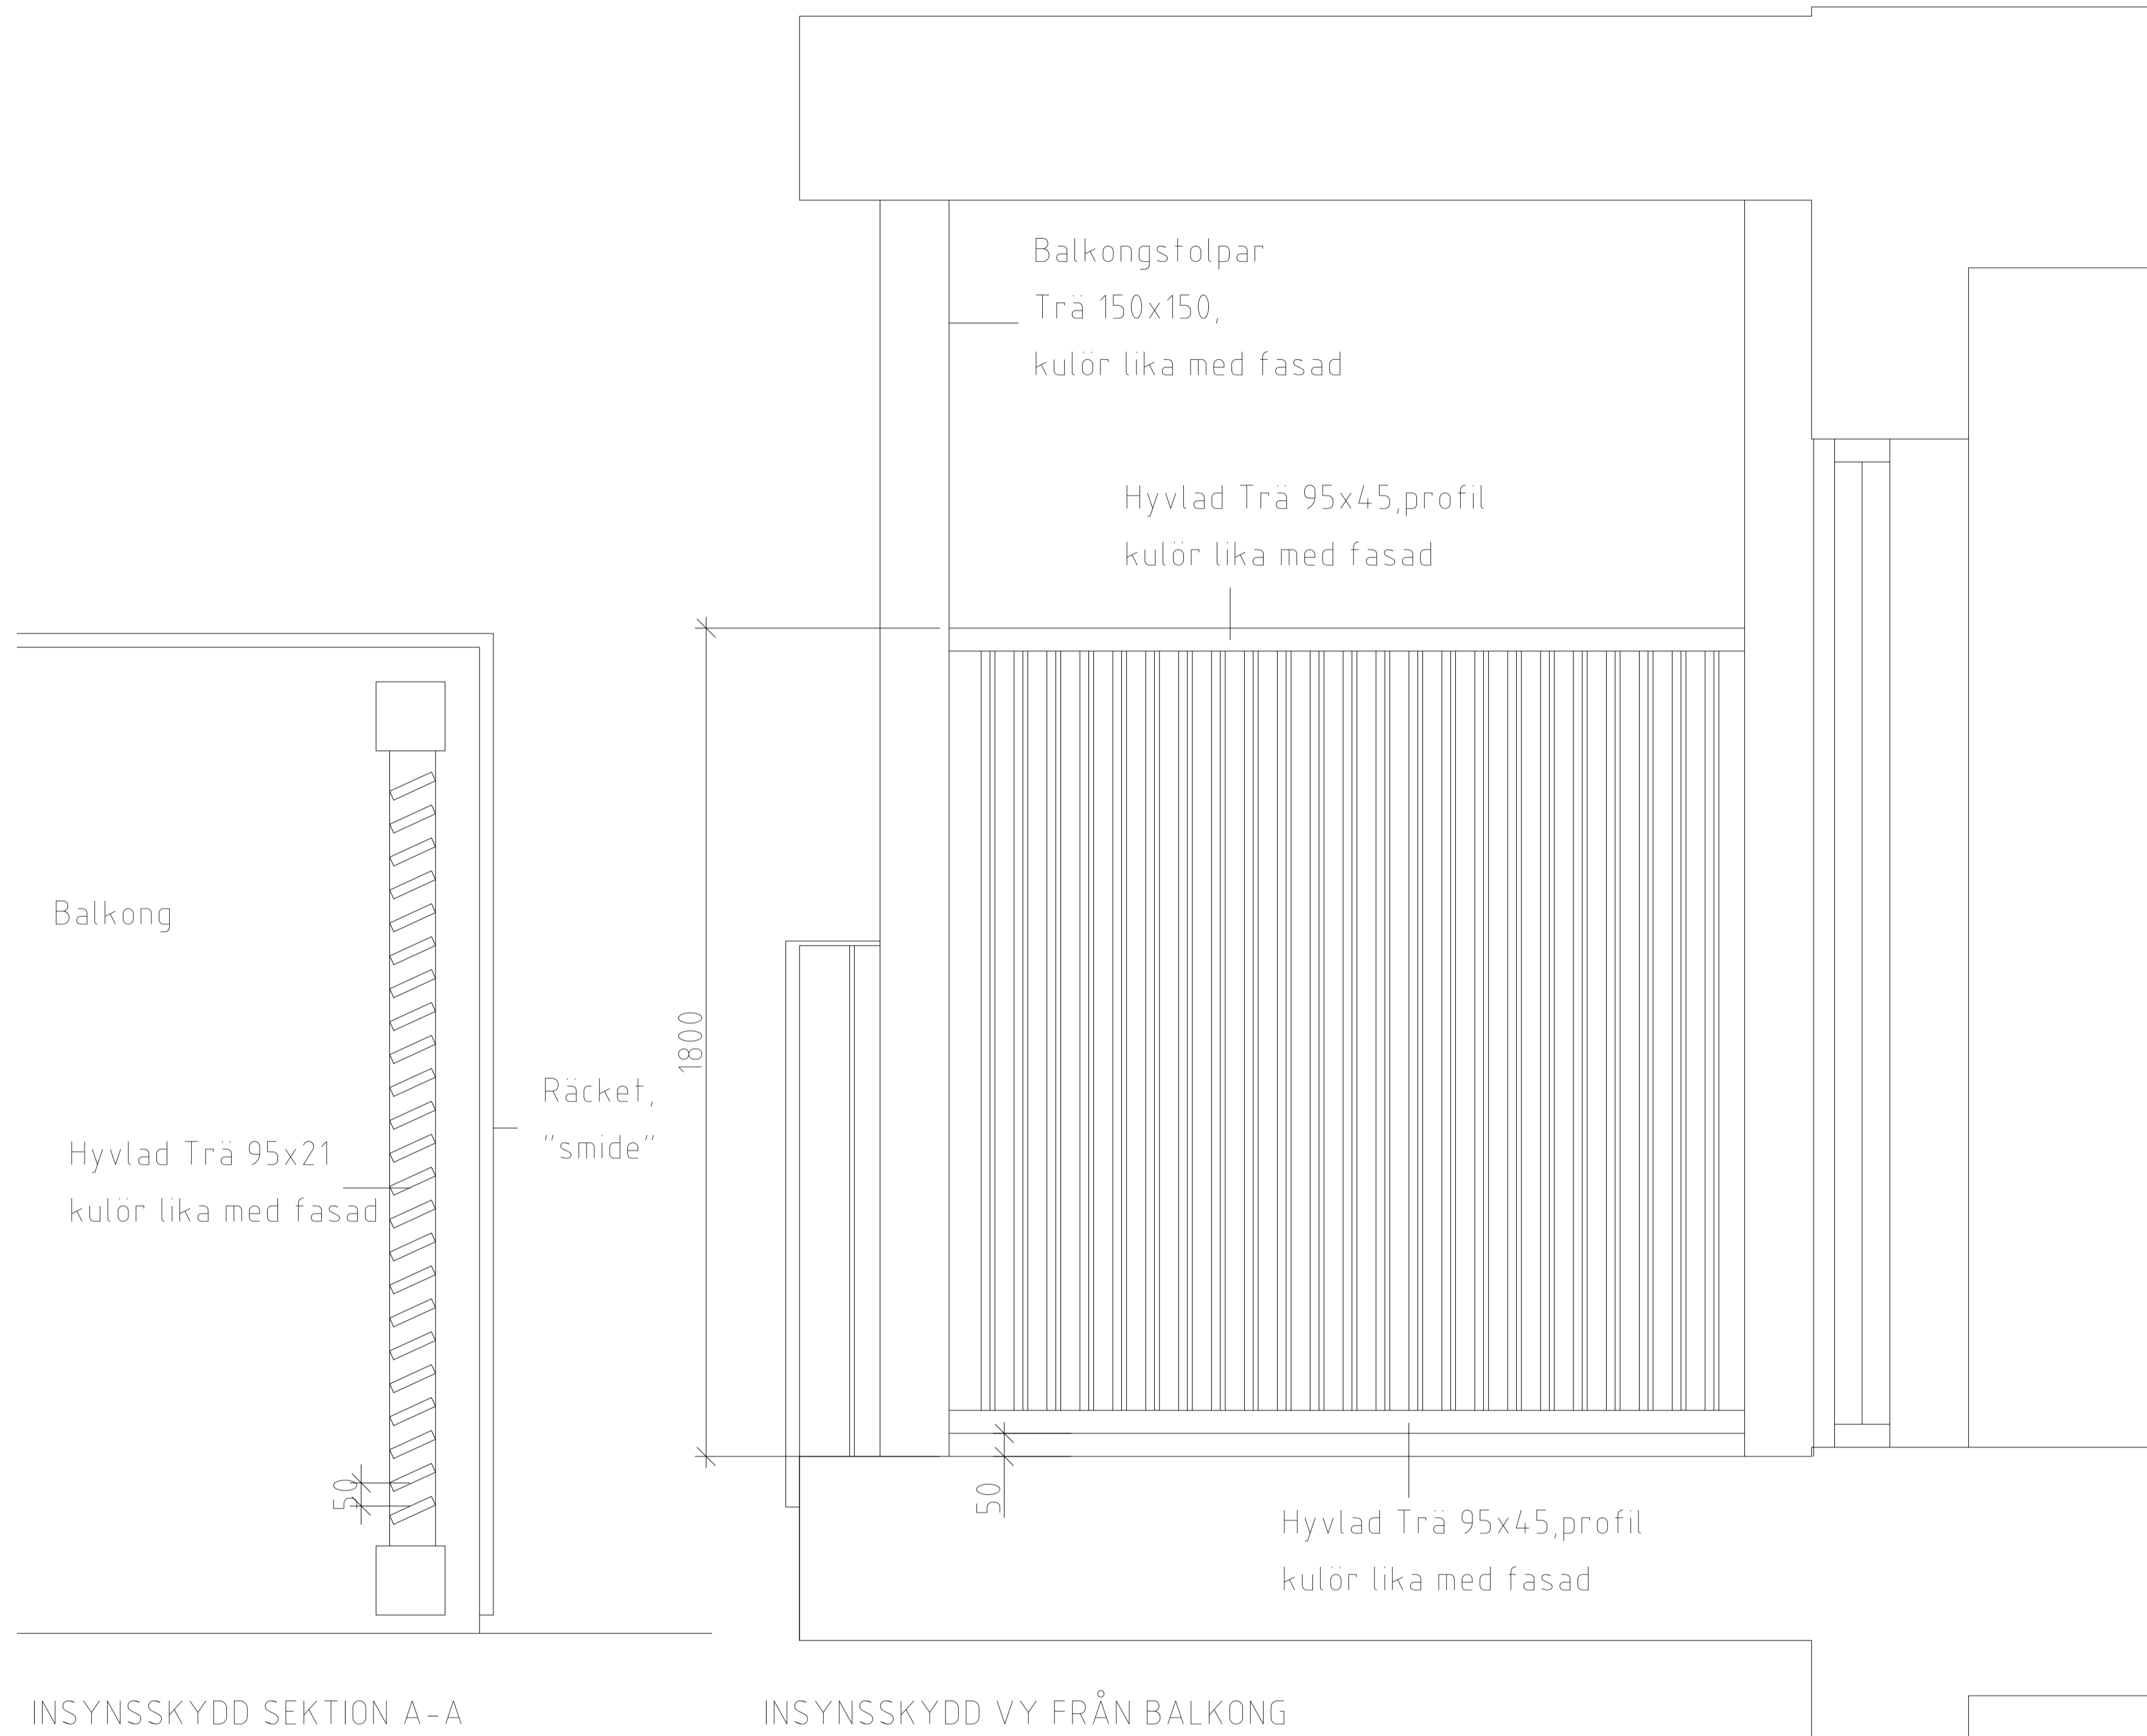 Balkongstolpar
Trä 150x150,
kulör lika med fasad
Hyvlad Trä 95x45,profil
kulör lika med fasad
Balkong
1800
Räcket,
"smide"
Hyvlad Trä 95x21
kulör lika med fasad
50
50
Hyvlad Trä 95x45,profil
kulör lika med fasad
INSYNSSKYDD SEKTION A-A
INSYNSSKYDD VY FRÅN BALKONG